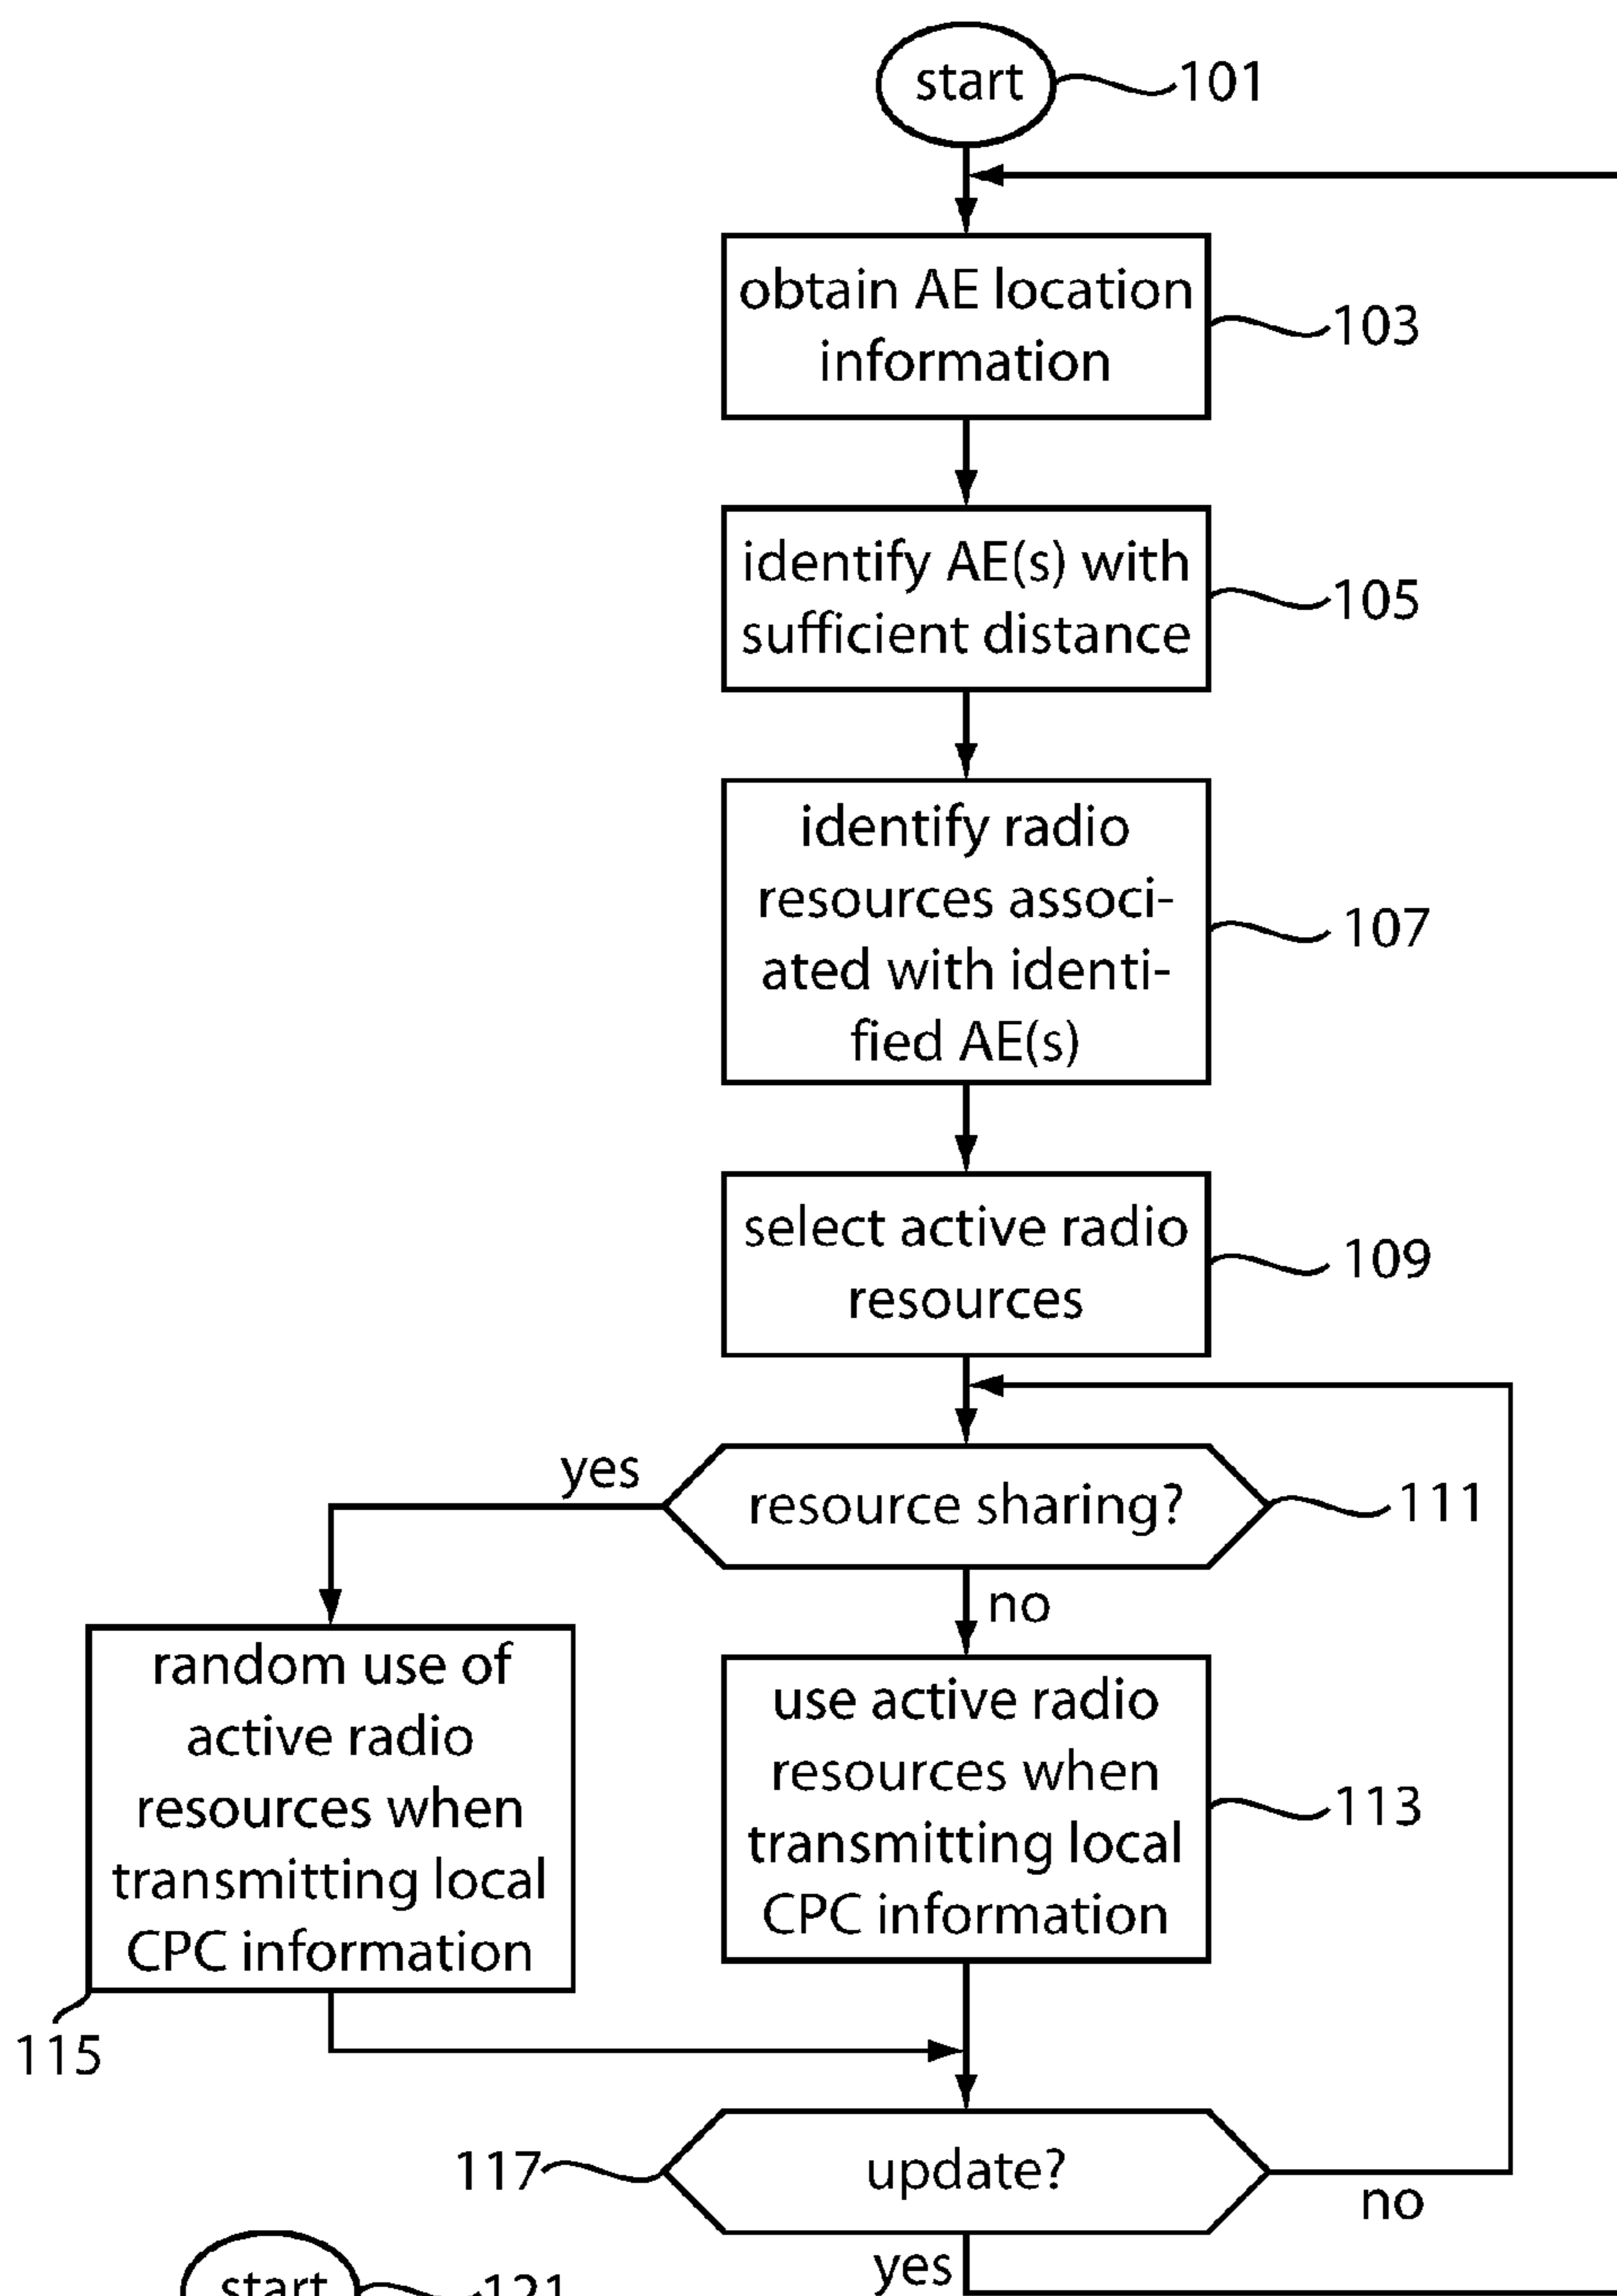 start
101
obtain AE location
information
103
identify AE(s) with
sufficient distance
105
identify radio
resources associ-
ated with identi-
fied AE(s)
107
select active radio
resources
109
yes
resource sharing?
111
no
random use of
active radio
resources when
transmitting local
CPC information
115
use active radio
resources when
transmitting local
CPC information
113
117
update?
no
yes
start
121